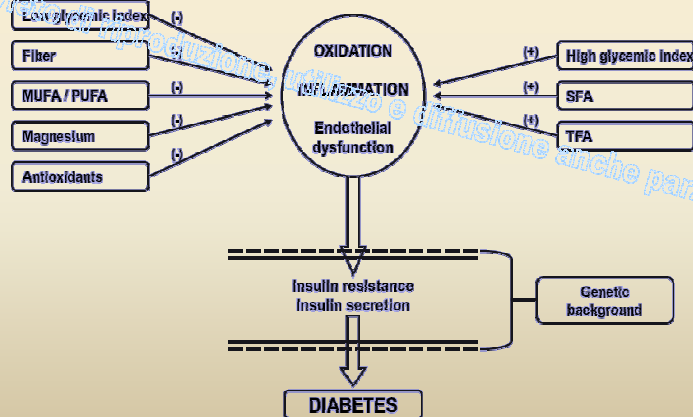 Low glycemic index
(-)
Fiber
(-)
MUFA / PUFA
(-)
Magnesium
(-)
Antioxidants
(-)
OXIDATION
INFLAMMATION
Endothelial
dysfunction
(+)
High glycemic index
(+)
SFA
(+)
TFA
Insulin resistance
Insulin secretion
Genetic
background
DIABETES
di riproduzione, utilizzo e diffusione anche par